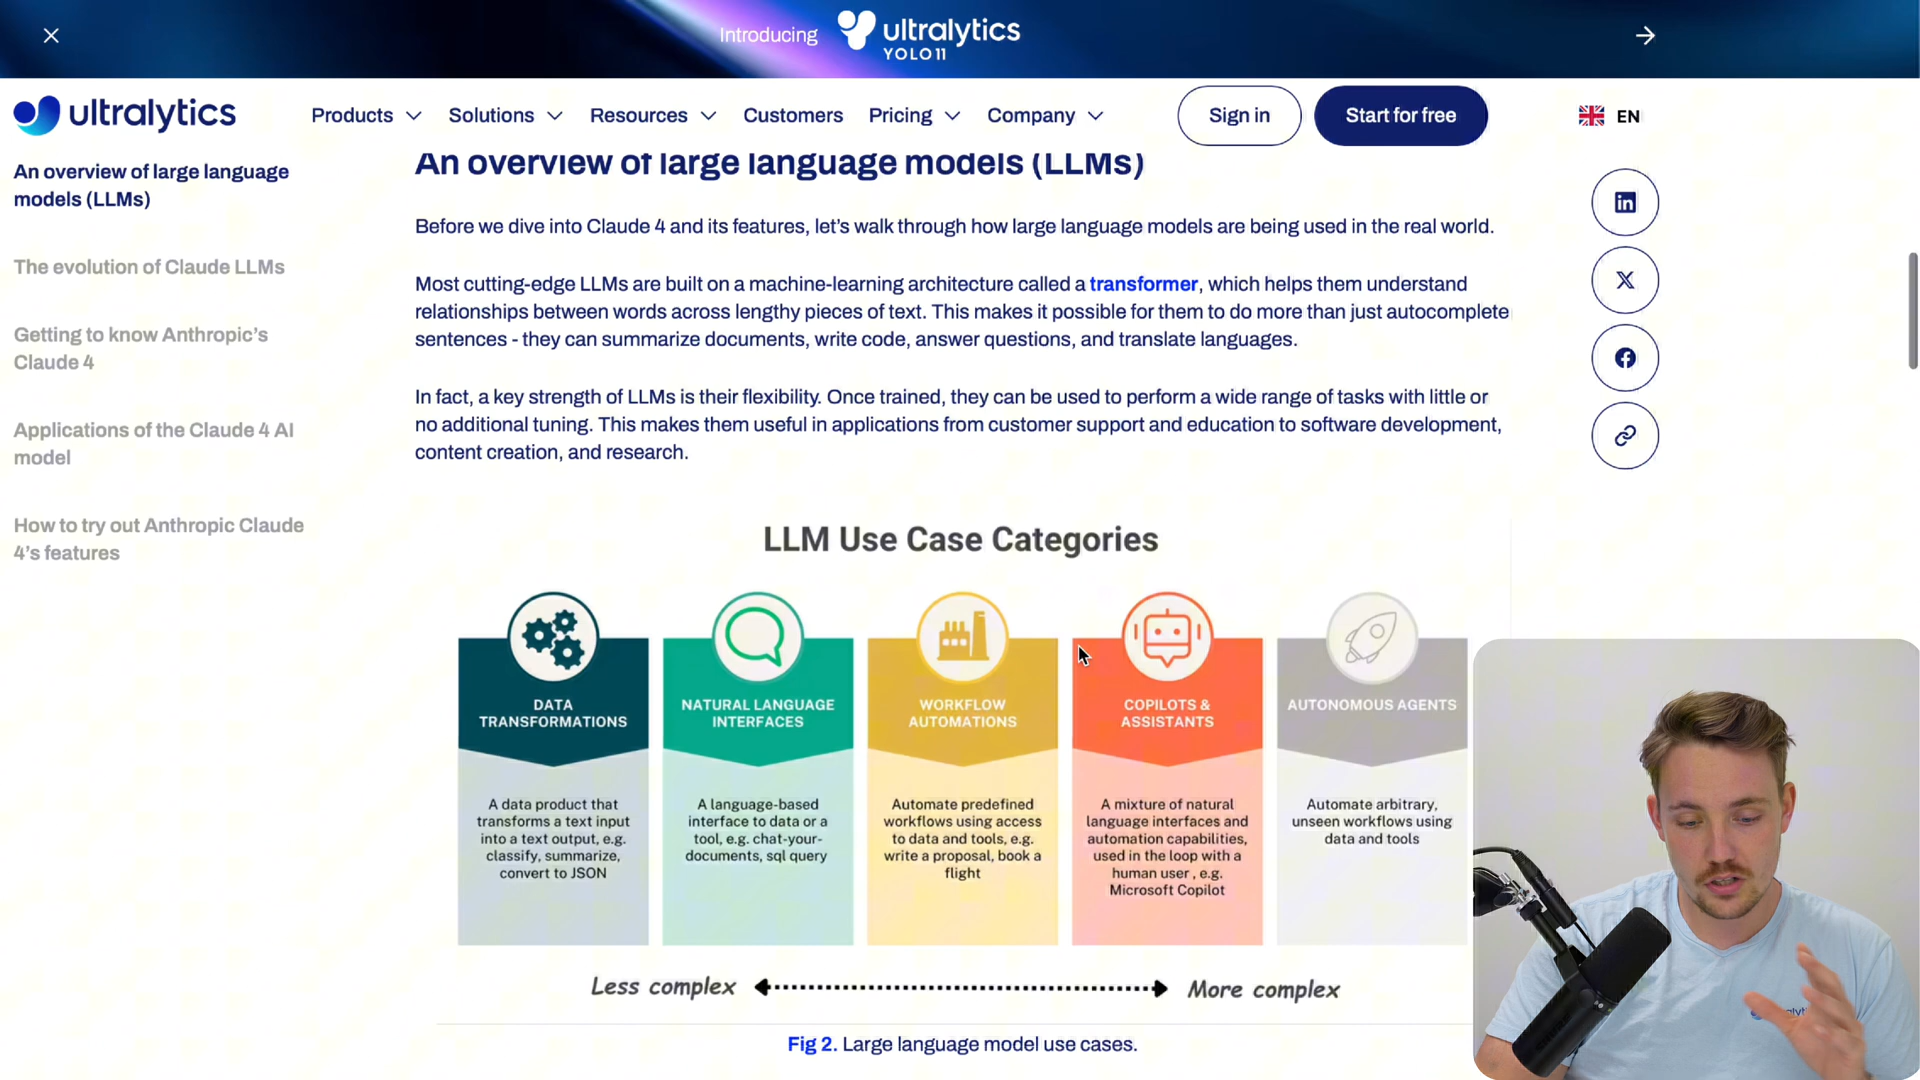 Introducing
ultralytics
YOLO11
ultralytics
Products
Solutions
Resources
Customers
Pricing
Company
Sign in
Start for free
EN
An overview of large language
models (LLMs)
The evolution of Claude LLMs
Getting to know Anthropic’s
Claude 4
Applications of the Claude 4 AI
model
How to try out Anthropic Claude
4’s features
An overview of large language models (LLMs)
Before we dive into Claude 4 and its features, let’s walk through how large language models are being used in the real world.
Most cutting-edge LLMs are built on a machine-learning architecture called a transformer, which helps them understand
relationships between words across lengthy pieces of text. This makes it possible for them to do more than just autocomplete
sentences - they can summarize documents, write code, answer questions, and translate languages.
In fact, a key strength of LLMs is their flexibility. Once trained, they can be used to perform a wide range of tasks with little or
no additional tuning. This makes them useful in applications from customer support and education to software development,
content creation, and research.
LLM Use Case Categories
DATA
TRANSFORMATIONS
A data product that
transforms a text input
into a text output, e.g.
classify, summarize,
convert to JSON
NATURAL LANGUAGE
INTERFACES
A language-based
interface to data or a
tool, e.g. chat-your-
documents, sql query
WORKFLOW
AUTOMATIONS
Automate predefined
workflows using access
to data and tools, e.g.
write a proposal, book a
flight
COPILOTS &
ASSISTANTS
A mixture of natural
language interfaces and
automation capabilities,
used in the loop with a
human user , e.g.
Microsoft Copilot
AUTONOMOUS AGENTS
Automate arbitrary,
unseen workflows using
data and tools
Less complex
More complex
Fig 2. Large language model use cases.